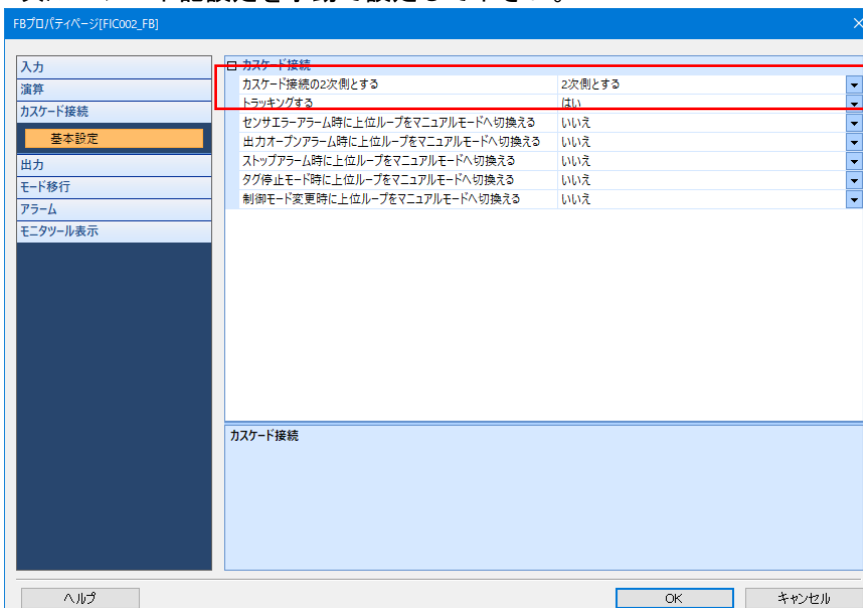 FBプロパティページ[FIC002_FB]
入力
演算
カスケード接続
基本設定
出力
モード移行
アラーム
モニタツール表示
カスケード接続
カスケード接続の2次側とする 2次側とする
トラッキングする はい
センサエラーアラーム時に上位ループをマニュアルモードへ切換える いいえ
出力オープンアラーム時に上位ループをマニュアルモードへ切換える いいえ
ストップアラーム時に上位ループをマニュアルモードへ切換える いいえ
タグ停止モード時に上位ループをマニュアルモードへ切換える いいえ
制御モード変更時に上位ループをマニュアルモードへ切換える いいえ
カスケード接続
ヘルプ OK キャンセル